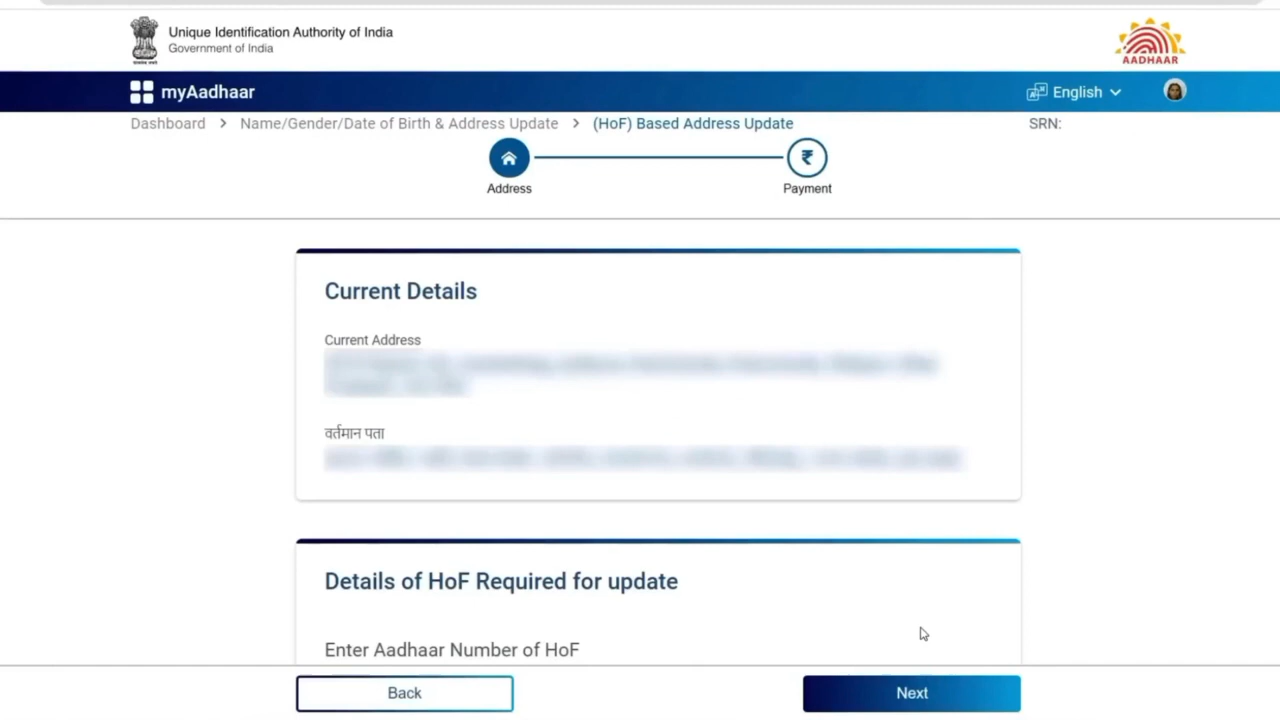 Unique Identification Authority of India
Government of India
AADHAAR
myAadhaar
English
Dashboard > Name/Gender/Date of Birth & Address Update > (HoF) Based Address Update
SRN:
₹
Address
Payment
Current Details
Current Address
वर्तमान पता
Details of HoF Required for update
Enter Aadhaar Number of HoF
Back
Next